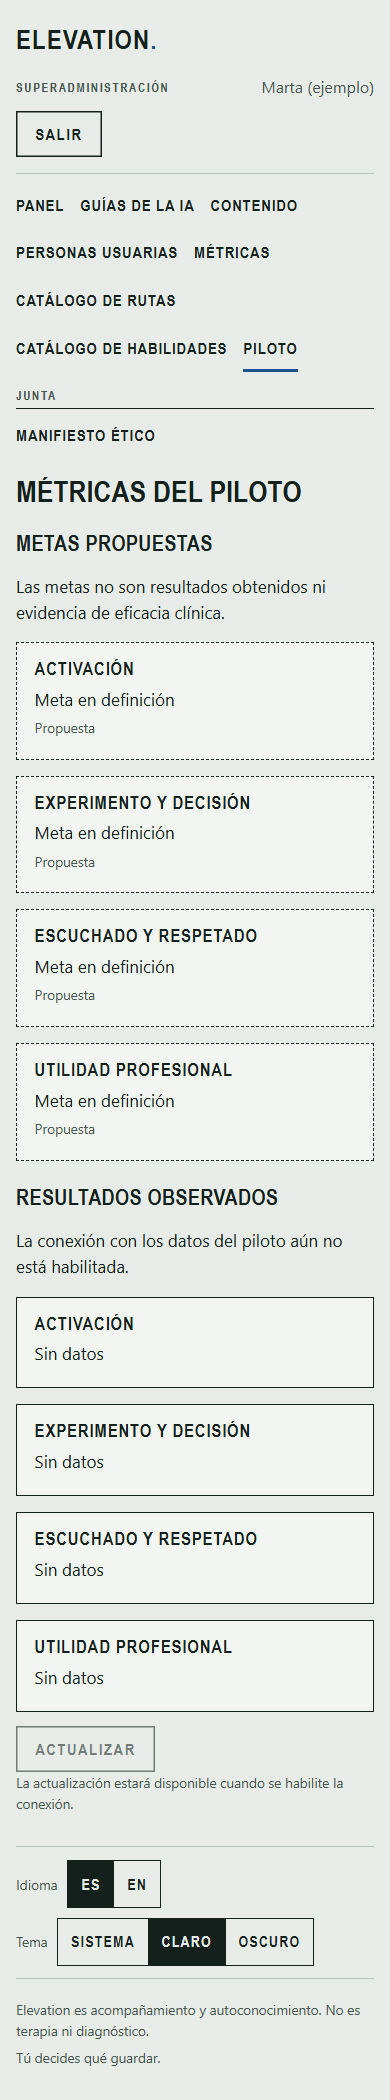 ELEVATION.
SUPERADMINISTRACIÓN
Marta (ejemplo)
SALIR
PANEL GUÍAS DE LA IA CONTENIDO
PERSONAS USUARIAS MÉTRICAS
CATÁLOGO DE RUTAS
CATÁLOGO DE HABILIDADES PILOTO
JUNTA
MANIFIESTO ÉTICO
MÉTRICAS DEL PILOTO
METAS PROPUESTAS
Las metas no son resultados obtenidos ni
evidencia de eficacia clínica.
ACTIVACIÓN
Meta en definición
Propuesta
EXPERIMENTO Y DECISIÓN
Meta en definición
Propuesta
ESCUCHADO Y RESPETADO
Meta en definición
Propuesta
UTILIDAD PROFESIONAL
Meta en definición
Propuesta
RESULTADOS OBSERVADOS
La conexión con los datos del piloto aún no
está habilitada.
ACTIVACIÓN
Sin datos
EXPERIMENTO Y DECISIÓN
Sin datos
ESCUCHADO Y RESPETADO
Sin datos
UTILIDAD PROFESIONAL
Sin datos
ACTUALIZAR
La actualización estará disponible cuando se habilite la
conexión.
Idioma ES EN
Tema SISTEMA CLARO OSCURO
Elevation es acompañamiento y autoconocimiento. No es
terapia ni diagnóstico.
Tú decides qué guardar.